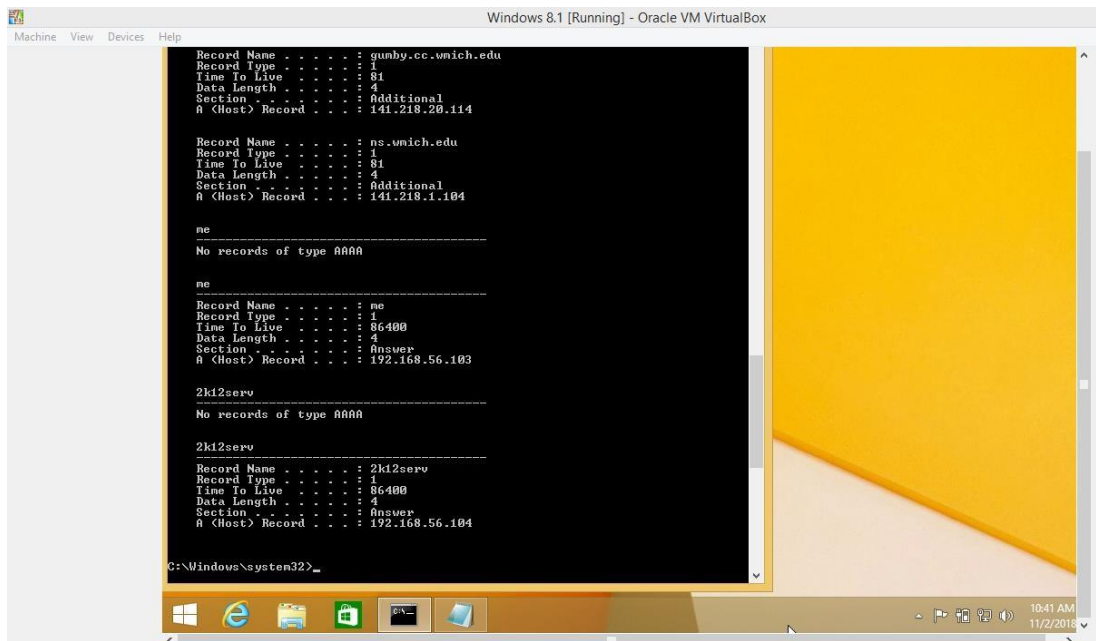 Windows 8.1 [Running] - Oracle VM VirtualBox
Machine View Devices Help
Record Name . . . . . : gumby.cc.wmich.edu
Record Type . . . . . : 1
Time To Live . . . . : 81
Data Length . . . . . : 4
Section . . . . . . . : Additional
A (Host) Record . . . : 141.218.20.114
Record Name . . . . . : ns.wmich.edu
Record Type . . . . . : 1
Time To Live . . . . : 81
Data Length . . . . . : 4
Section . . . . . . . : Additional
A (Host) Record . . . : 141.218.1.104
me
----------------------------------------
No records of type AAAA
me
----------------------------------------
Record Name . . . . . : me
Record Type . . . . . : 1
Time To Live . . . . : 86400
Data Length . . . . . : 4
Section . . . . . . . : Answer
A (Host) Record . . . : 192.168.56.103
2k12serv
----------------------------------------
No records of type AAAA
2k12serv
----------------------------------------
Record Name . . . . . : 2k12serv
Record Type . . . . . : 1
Time To Live . . . . : 86400
Data Length . . . . . : 4
Section . . . . . . . : Answer
A (Host) Record . . . : 192.168.56.104
C:\Windows\system32>_
C:\_
10:41 AM
11/2/2018